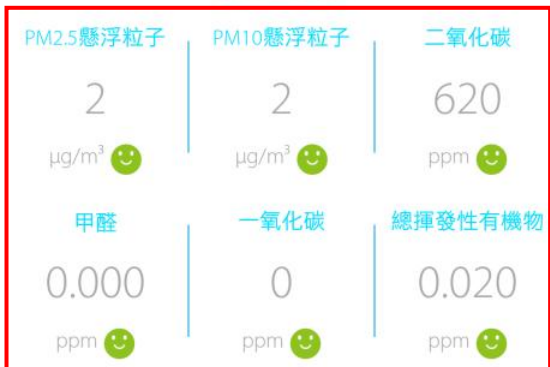 PM2.5懸浮粒子 PM10懸浮粒子 二氧化碳
2 2 620
μg/m³ μg/m³ ppm
甲醛 一氧化碳 總揮發性有機物
0.000 0 0.020
ppm ppm ppm